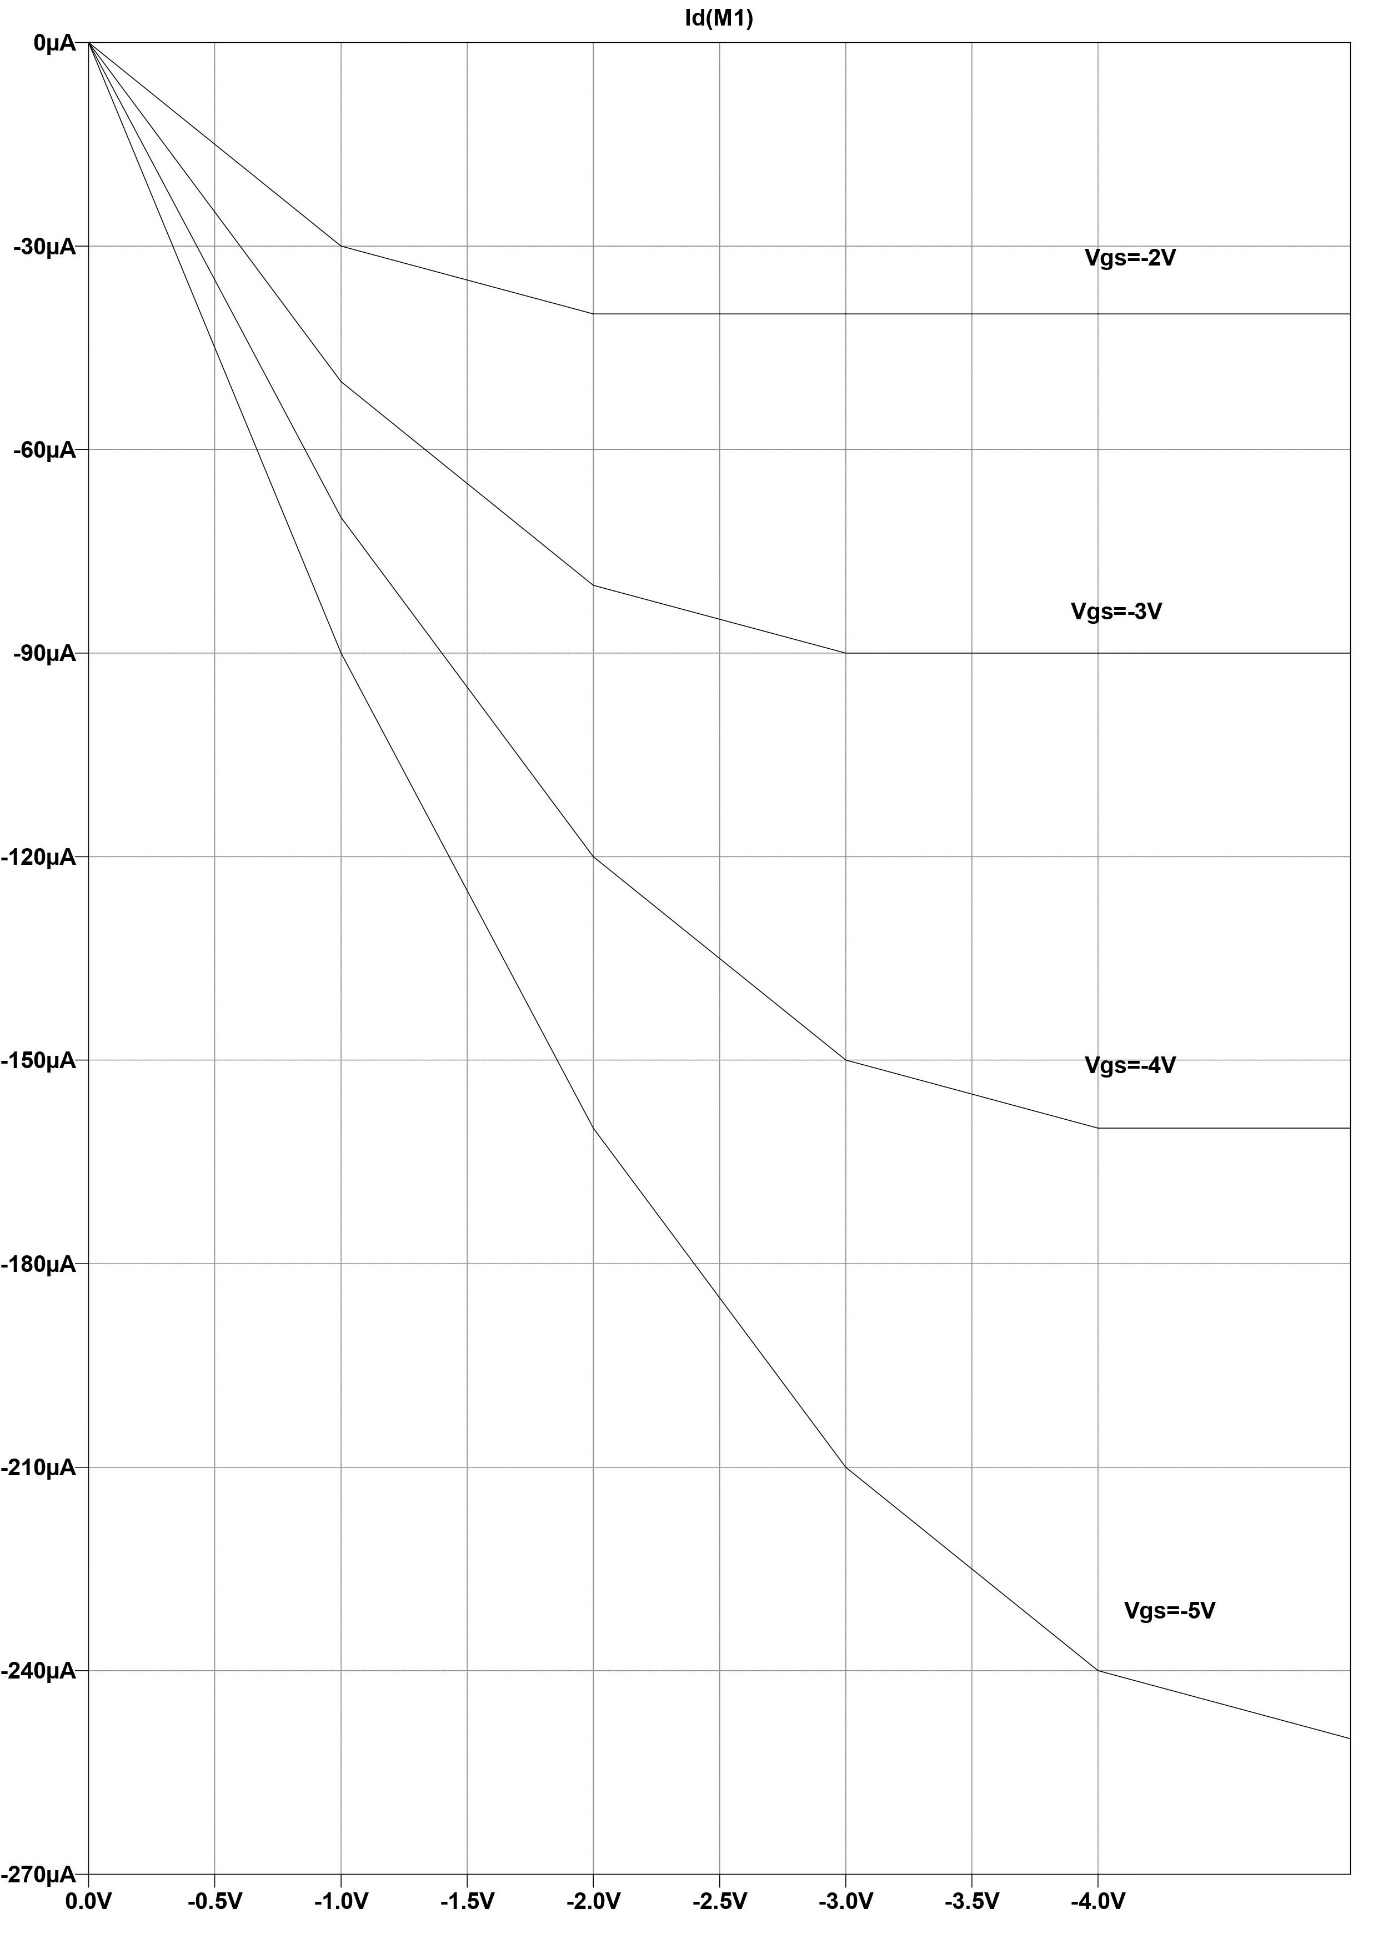 Id(M1)
0µA
-30µA
Vgs=-2V
-60µA
Vgs=-3V
-90µA
-120µA
-150µA
Vgs=-4V
-180µA
-210µA
Vgs=-5V
-240µA
-270µA
0.0V -0.5V -1.0V -1.5V -2.0V -2.5V -3.0V -3.5V -4.0V